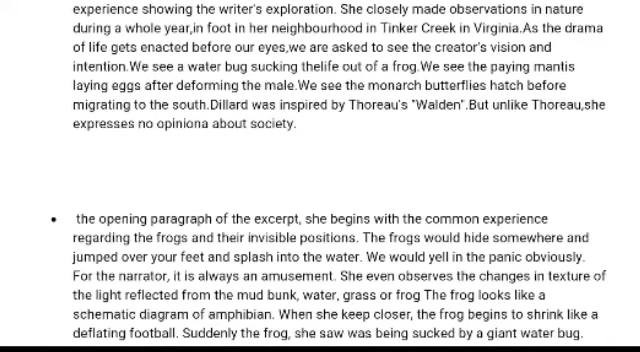 experience showing the writer's exploration. She closely made observations in nature
during a whole year,in foot in her neighbourhood in Tinker Creek in Virginia.As the drama
of life gets enacted before our eyes,we are asked to see the creator's vision and
intention.We see a water bug sucking thelife out of a frog.We see the paying mantis
laying eggs after deforming the male.We see the monarch butterflies hatch before
migrating to the south.Dillard was inspired by Thoreau's "Walden".But unlike Thoreau,she
expresses no opiniona about society.
• the opening paragraph of the excerpt, she begins with the common experience
regarding the frogs and their invisible positions. The frogs would hide somewhere and
jumped over your feet and splash into the water. We would yell in the panic obviously.
For the narrator, it is always an amusement. She even observes the changes in texture of
the light reflected from the mud bunk, water, grass or frog The frog looks like a
schematic diagram of amphibian. When she keep closer, the frog begins to shrink like a
deflating football. Suddenly the frog, she saw was being sucked by a giant water bug.